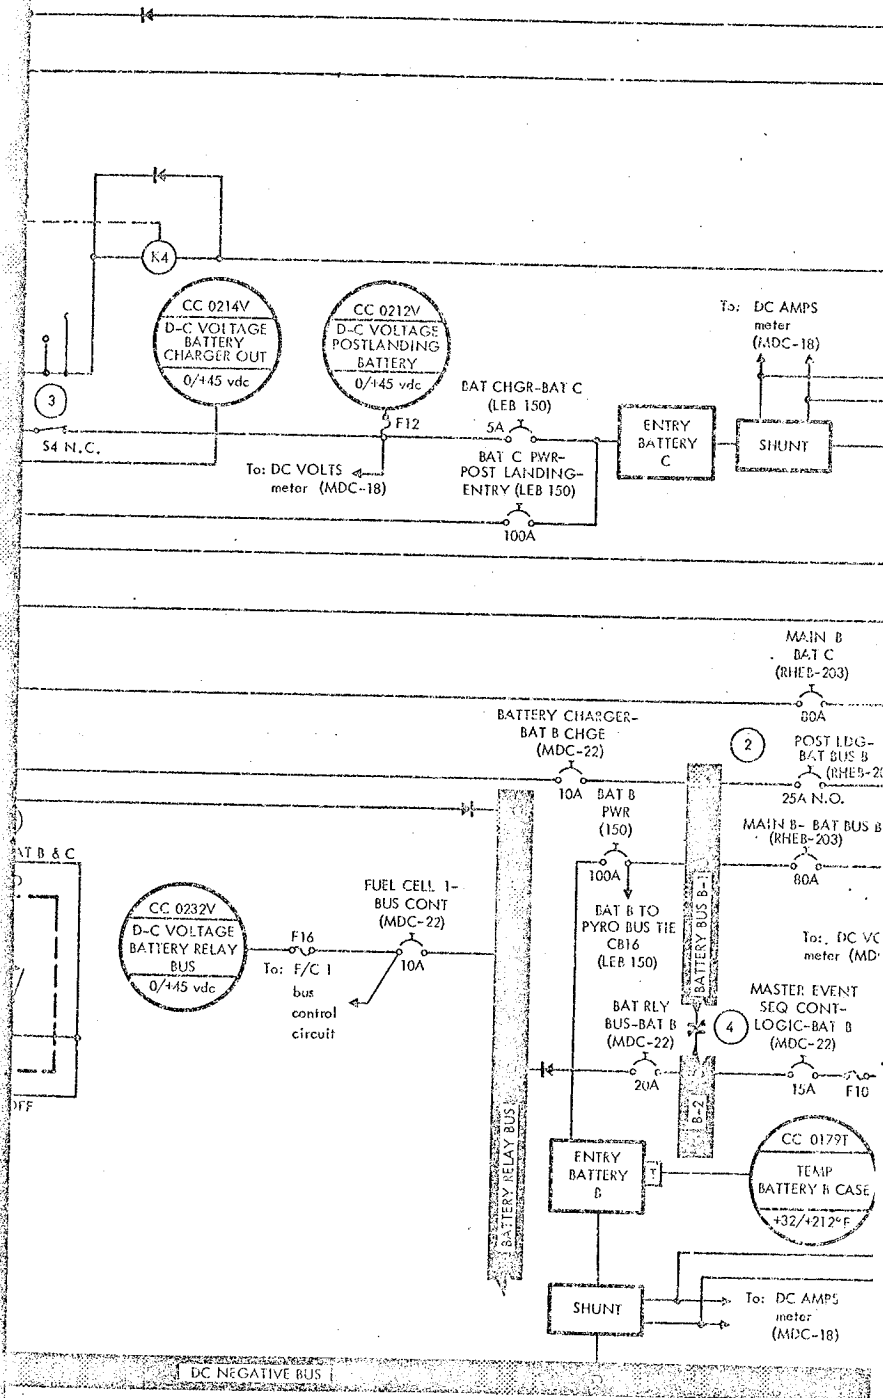 K4
CC 0214V
D-C VOLTAGE
BATTERY
CHARGER OUT
0/+45 vdc
CC 0212V
D-C VOLTAGE
POSTLANDING
BATTERY
0/+45 vdc
To: DC AMPS
meter
(MDC-18)
3
S4 N.C.
F12
BAT CHGR-BAT C
(LEB 150)
5A
To: DC VOLTS
meter (MDC-18)
BAT C PWR-
POST LANDING-
ENTRY (LEB 150)
100A
ENTRY
BATTERY
C
SHUNT
MAIN B
BAT C
(RHEB-203)
80A
BATTERY CHARGER-
BAT B CHGE
(MDC-22)
10A
2
POST LDG-
BAT BUS B
(RHEB-20
25A N.O.
BAT B
PWR
(150)
100A
MAIN B- BAT BUS B
(RHEB-203)
80A
AT B & C
CC 0232V
D-C VOLTAGE
BATTERY RELAY
BUS
0/+45 vdc
F16
To: F/C 1
bus
control
circuit
FUEL CELL 1-
BUS CONT
(MDC-22)
10A
BAT B TO
PYRO BUS TIE
CB16
(LEB 150)
BATTERY BUS B-1
To: DC VO
meter (MD
BAT RLY
BUS-BAT B
(MDC-22)
20A
4
MASTER EVENT
SEQ CONT-
LOGIC-BAT B
(MDC-22)
15A
F10
B-2
OFF
BATTERY RELAY BUS
ENTRY
BATTERY
B
T
CC 0179T
TEMP
BATTERY B CASE
+32/+212°F
SHUNT
To: DC AMPS
meter
(MDC-18)
DC NEGATIVE BUS